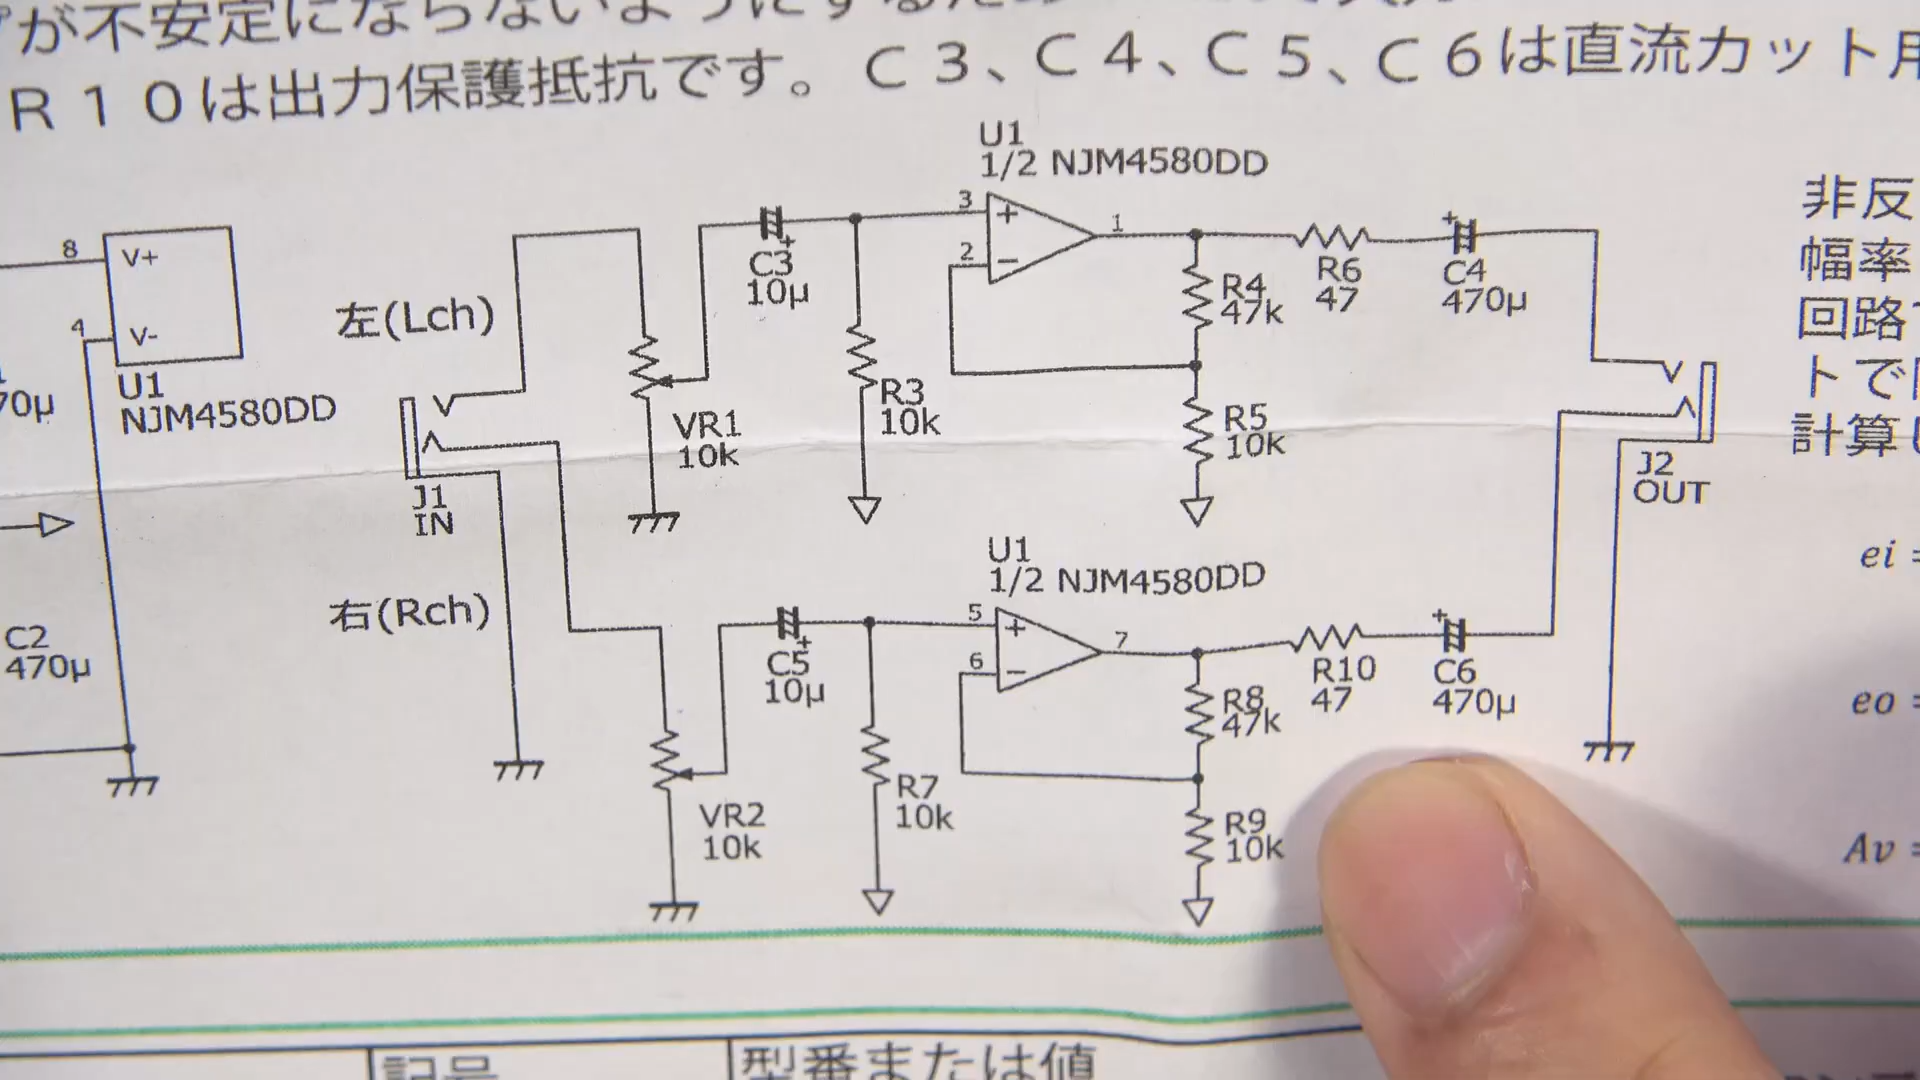 が不安定にならないようにするため
R10は出力保護抵抗です。C3、C4、C5、C6は直流カット用
U1
1/2 NJM4580DD
8
V+
4
V-
U1
NJM4580DD
70μ
左(Lch)
J1
IN
右(Rch)
C2
470μ
VR1
10k
C3
10μ
+
R3
10k
3
+
2
-
1
R4
47k
R5
10k
R6
47
+
C4
470μ
J2
OUT
U1
1/2 NJM4580DD
VR2
10k
C5
10μ
+
R7
10k
5
+
6
-
7
R8
47k
R9
10k
R10
47
+
C6
470μ
非反
幅率
回路
トで
計算し
ei =
eo =
Av =
記号
型番または値